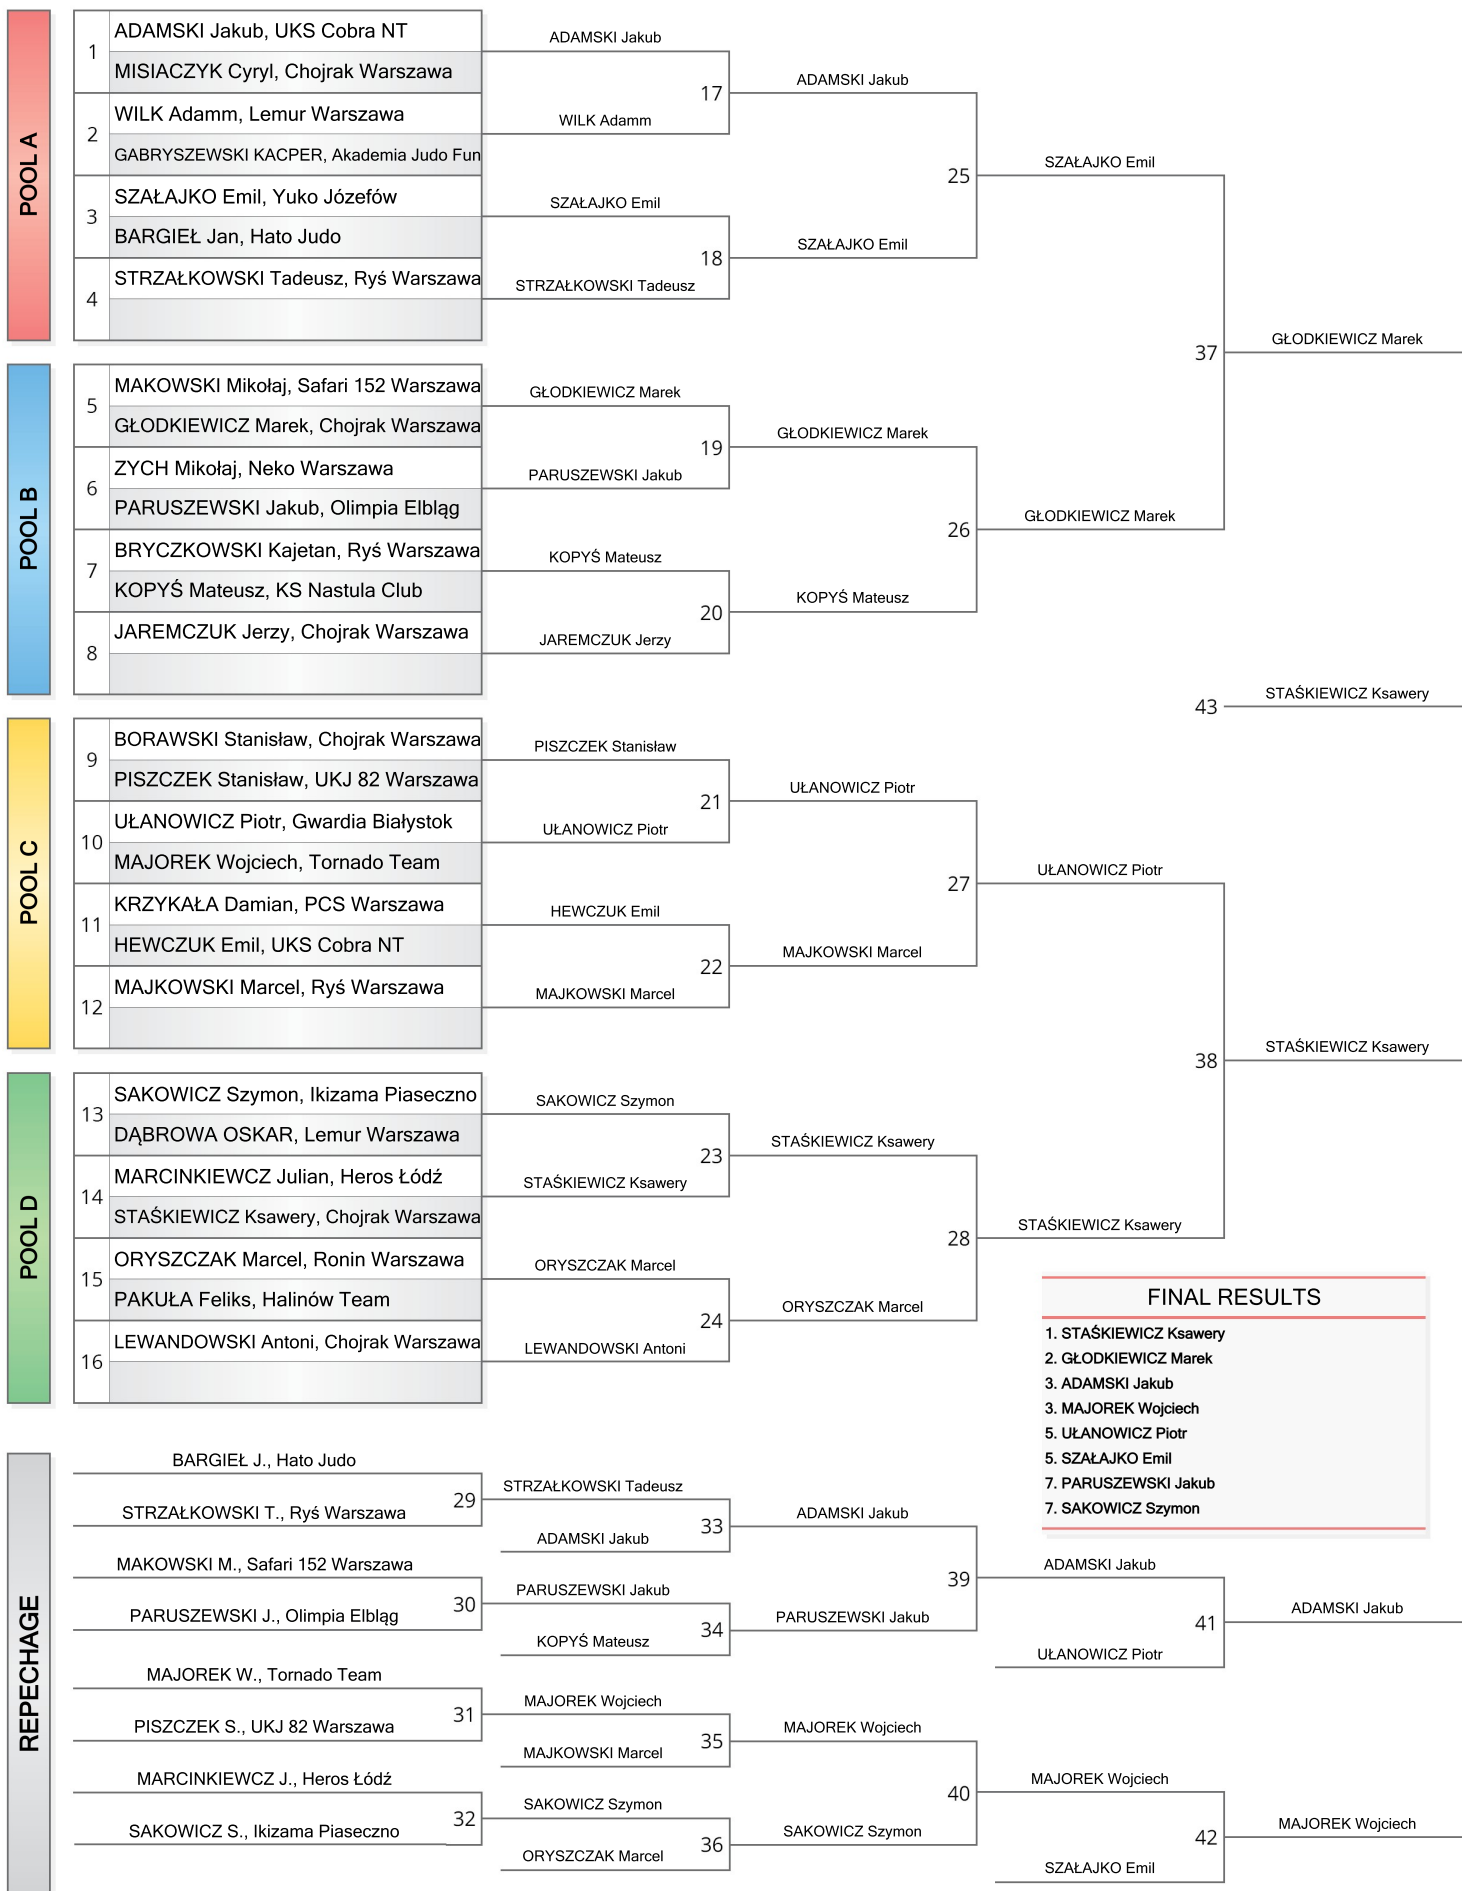 POOL A
1
ADAMSKI Jakub, UKS Cobra NT
MISIACZYK Cyryl, Chojrak Warszawa
2
WILK Adamm, Lemur Warszawa
GABRYSZEWSKI KACPER, Akademia Judo Fun
3
SZAŁAJKO Emil, Yuko Józefów
BARGIEŁ Jan, Hato Judo
4
STRZAŁKOWSKI Tadeusz, Ryś Warszawa
ADAMSKI Jakub
17
WILK Adamm
SZAŁAJKO Emil
18
STRZAŁKOWSKI Tadeusz
ADAMSKI Jakub
25
SZAŁAJKO Emil
SZAŁAJKO Emil
37
GŁODKIEWICZ Marek
POOL B
5
MAKOWSKI Mikołaj, Safari 152 Warszawa
GŁODKIEWICZ Marek, Chojrak Warszawa
6
ZYCH Mikołaj, Neko Warszawa
PARUSZEWSKI Jakub, Olimpia Elbląg
7
BRYCZKOWSKI Kajetan, Ryś Warszawa
KOPYŚ Mateusz, KS Nastula Club
8
JAREMCZUK Jerzy, Chojrak Warszawa
GŁODKIEWICZ Marek
19
PARUSZEWSKI Jakub
KOPYŚ Mateusz
20
JAREMCZUK Jerzy
GŁODKIEWICZ Marek
26
KOPYŚ Mateusz
GŁODKIEWICZ Marek
43
STAŚKIEWICZ Ksawery
POOL C
9
BORAWSKI Stanisław, Chojrak Warszawa
PISZCZEK Stanisław, UKJ 82 Warszawa
10
UŁANOWICZ Piotr, Gwardia Białystok
MAJOREK Wojciech, Tornado Team
11
KRZYKAŁA Damian, PCS Warszawa
HEWCZUK Emil, UKS Cobra NT
12
MAJKOWSKI Marcel, Ryś Warszawa
PISZCZEK Stanisław
21
UŁANOWICZ Piotr
HEWCZUK Emil
22
MAJKOWSKI Marcel
UŁANOWICZ Piotr
27
MAJKOWSKI Marcel
UŁANOWICZ Piotr
38
STAŚKIEWICZ Ksawery
POOL D
13
SAKOWICZ Szymon, Ikizama Piaseczno
DĄBROWA OSKAR, Lemur Warszawa
14
MARCINKIEWCZ Julian, Heros Łódź
STAŚKIEWICZ Ksawery, Chojrak Warszawa
15
ORYSZCZAK Marcel, Ronin Warszawa
PAKUŁA Feliks, Halinów Team
16
LEWANDOWSKI Antoni, Chojrak Warszawa
SAKOWICZ Szymon
23
STAŚKIEWICZ Ksawery
ORYSZCZAK Marcel
24
LEWANDOWSKI Antoni
STAŚKIEWICZ Ksawery
28
ORYSZCZAK Marcel
STAŚKIEWICZ Ksawery
FINAL RESULTS
1. STAŚKIEWICZ Ksawery
2. GŁODKIEWICZ Marek
3. ADAMSKI Jakub
3. MAJOREK Wojciech
5. UŁANOWICZ Piotr
5. SZAŁAJKO Emil
7. PARUSZEWSKI Jakub
7. SAKOWICZ Szymon
REPECHAGE
BARGIEŁ J., Hato Judo
29
STRZAŁKOWSKI T., Ryś Warszawa
MAKOWSKI M., Safari 152 Warszawa
30
PARUSZEWSKI J., Olimpia Elbląg
MAJOREK W., Tornado Team
31
PISZCZEK S., UKJ 82 Warszawa
MARCINKIEWCZ J., Heros Łódź
32
SAKOWICZ S., Ikizama Piaseczno
STRZAŁKOWSKI Tadeusz
33
ADAMSKI Jakub
PARUSZEWSKI Jakub
34
KOPYŚ Mateusz
MAJOREK Wojciech
35
MAJKOWSKI Marcel
SAKOWICZ Szymon
36
ORYSZCZAK Marcel
ADAMSKI Jakub
39
PARUSZEWSKI Jakub
MAJOREK Wojciech
40
SAKOWICZ Szymon
ADAMSKI Jakub
41
UŁANOWICZ Piotr
MAJOREK Wojciech
42
SZAŁAJKO Emil
ADAMSKI Jakub
MAJOREK Wojciech